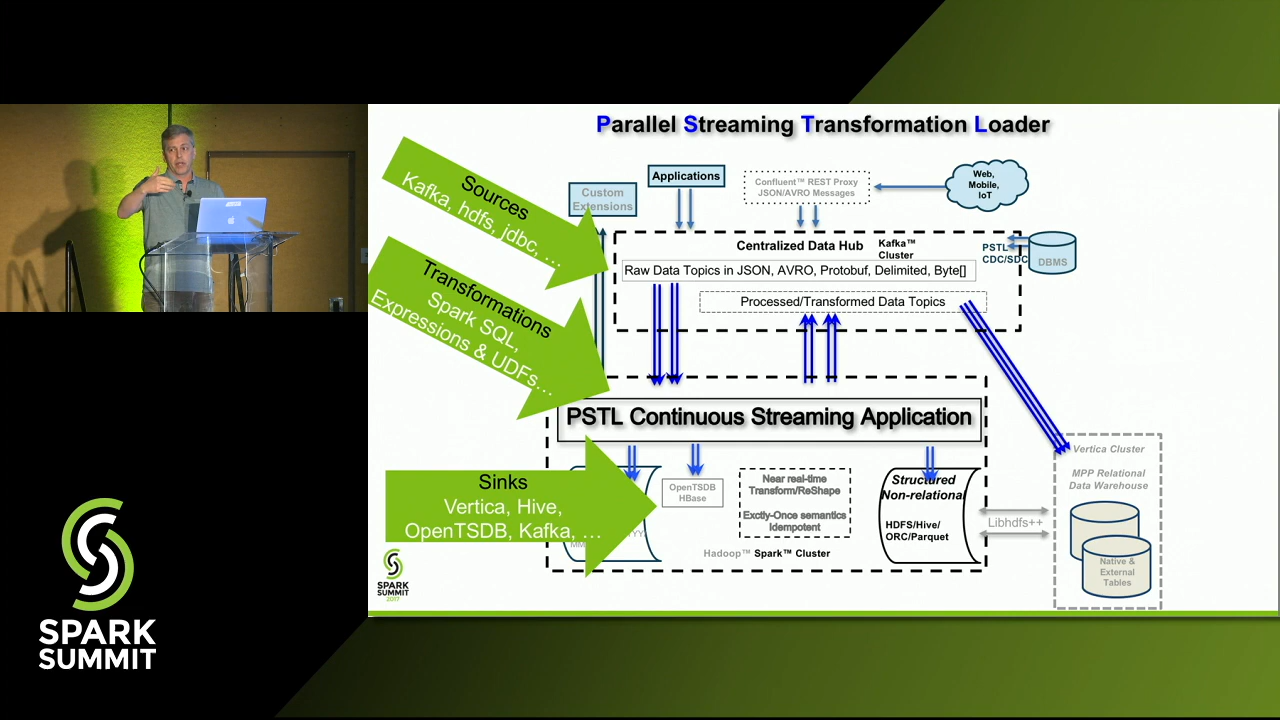 Parallel Streaming Transformation Loader
Sources
Kafka, hdfs, jdbc, …
Custom
Extensions
Applications
Confluent™ REST Proxy
JSON/AVRO Messages
Web,
Mobile,
IoT
Centralized Data Hub
Kafka™
Cluster
PSTL
CDC/SDC
DBMS
Raw Data Topics in JSON, AVRO, Protobuf, Delimited, Byte[]
Processed/Transformed Data Topics
Transformations
Spark SQL,
Expressions & UDFs…
PSTL Continuous Streaming Application
Sinks
Vertica, Hive,
OpenTSDB, Kafka, …
OpenTSDB
HBase
Near real-time
Transform/ReShape
Exctly-Once semantics
Idempotent
Structured
Non-relational
HDFS/Hive/
ORC/Parquet
Hadoop™ Spark™ Cluster
Libhdfs++
Vertica Cluster
MPP Relational
Data Warehouse
Native &
External
Tables
SPARK
SUMMIT
2017
SPARK
SUMMIT